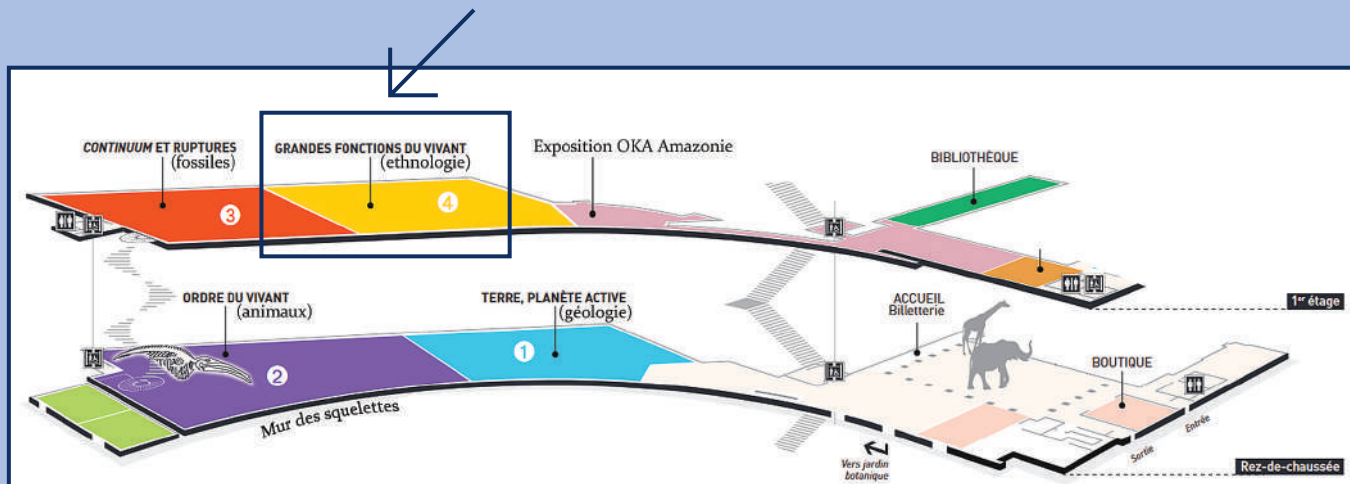 CONTINUUM ET RUPTURES
(fossiles)
GRANDES FONCTIONS DU VIVANT
(ethnologie)
Exposition OKA Amazonie
BIBLIOTHÈQUE
3
4
1er étage
ORDRE DU VIVANT
(animaux)
TERRE, PLANÈTE ACTIVE
(géologie)
ACCUEIL
Billetterie
BOUTIQUE
1
2
Mur des squelettes
Entrée
Sortie
Vers jardin
botanique
Rez-de-chaussée